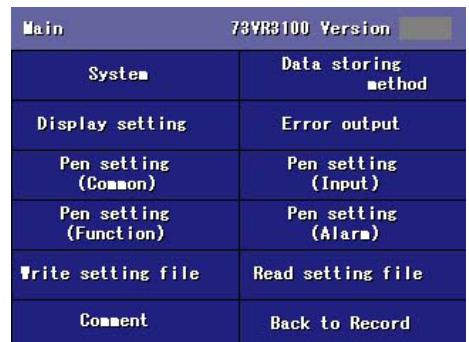 Main 73VR3100 Version
System
Data storing
method
Display setting
Error output
Pen setting
(Common)
Pen setting
(Input)
Pen setting
(Function)
Pen setting
(Alarm)
Write setting file
Read setting file
Comment
Back to Record